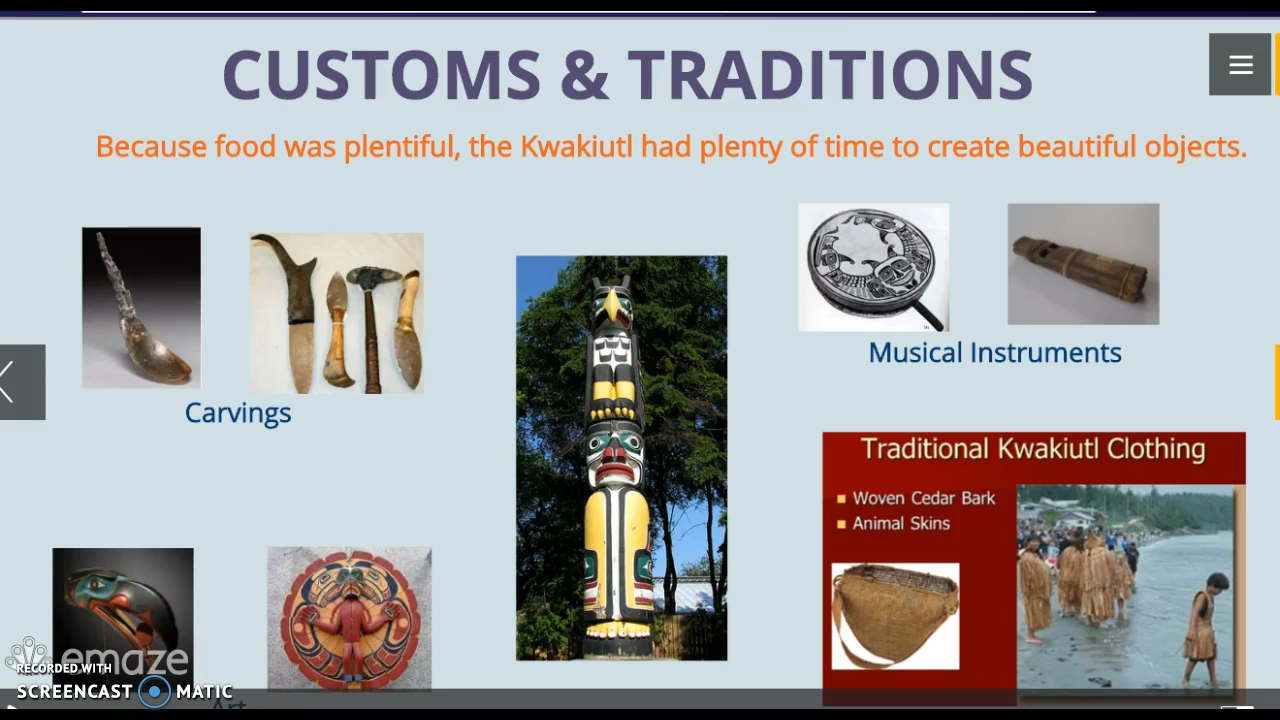 CUSTOMS & TRADITIONS
Because food was plentiful, the Kwakiutl had plenty of time to create beautiful objects.
Carvings
Musical Instruments
Traditional Kwakiutl Clothing
Woven Cedar Bark
Animal Skins
emaze
RECORDED WITH
SCREENCAST MATIC
Art